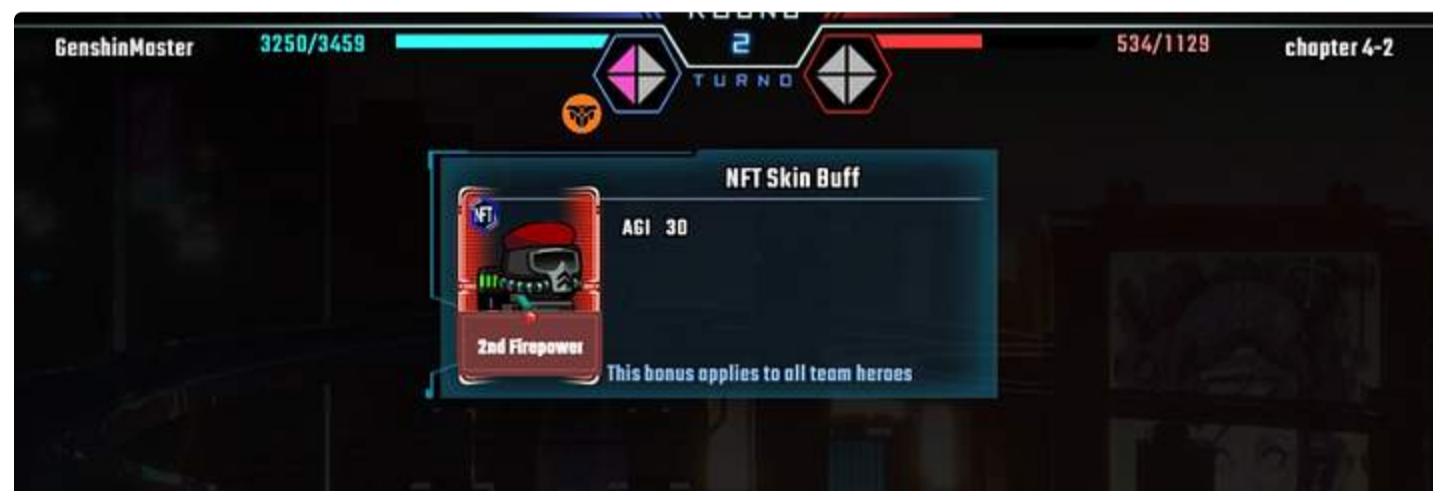 ROUND
GenshinMaster 3250/3459 2 534/1129 chapter 4-2
TURNO
NFT Skin Buff
NFT
AGI 30
2nd Firepower
This bonus applies to all team heroes